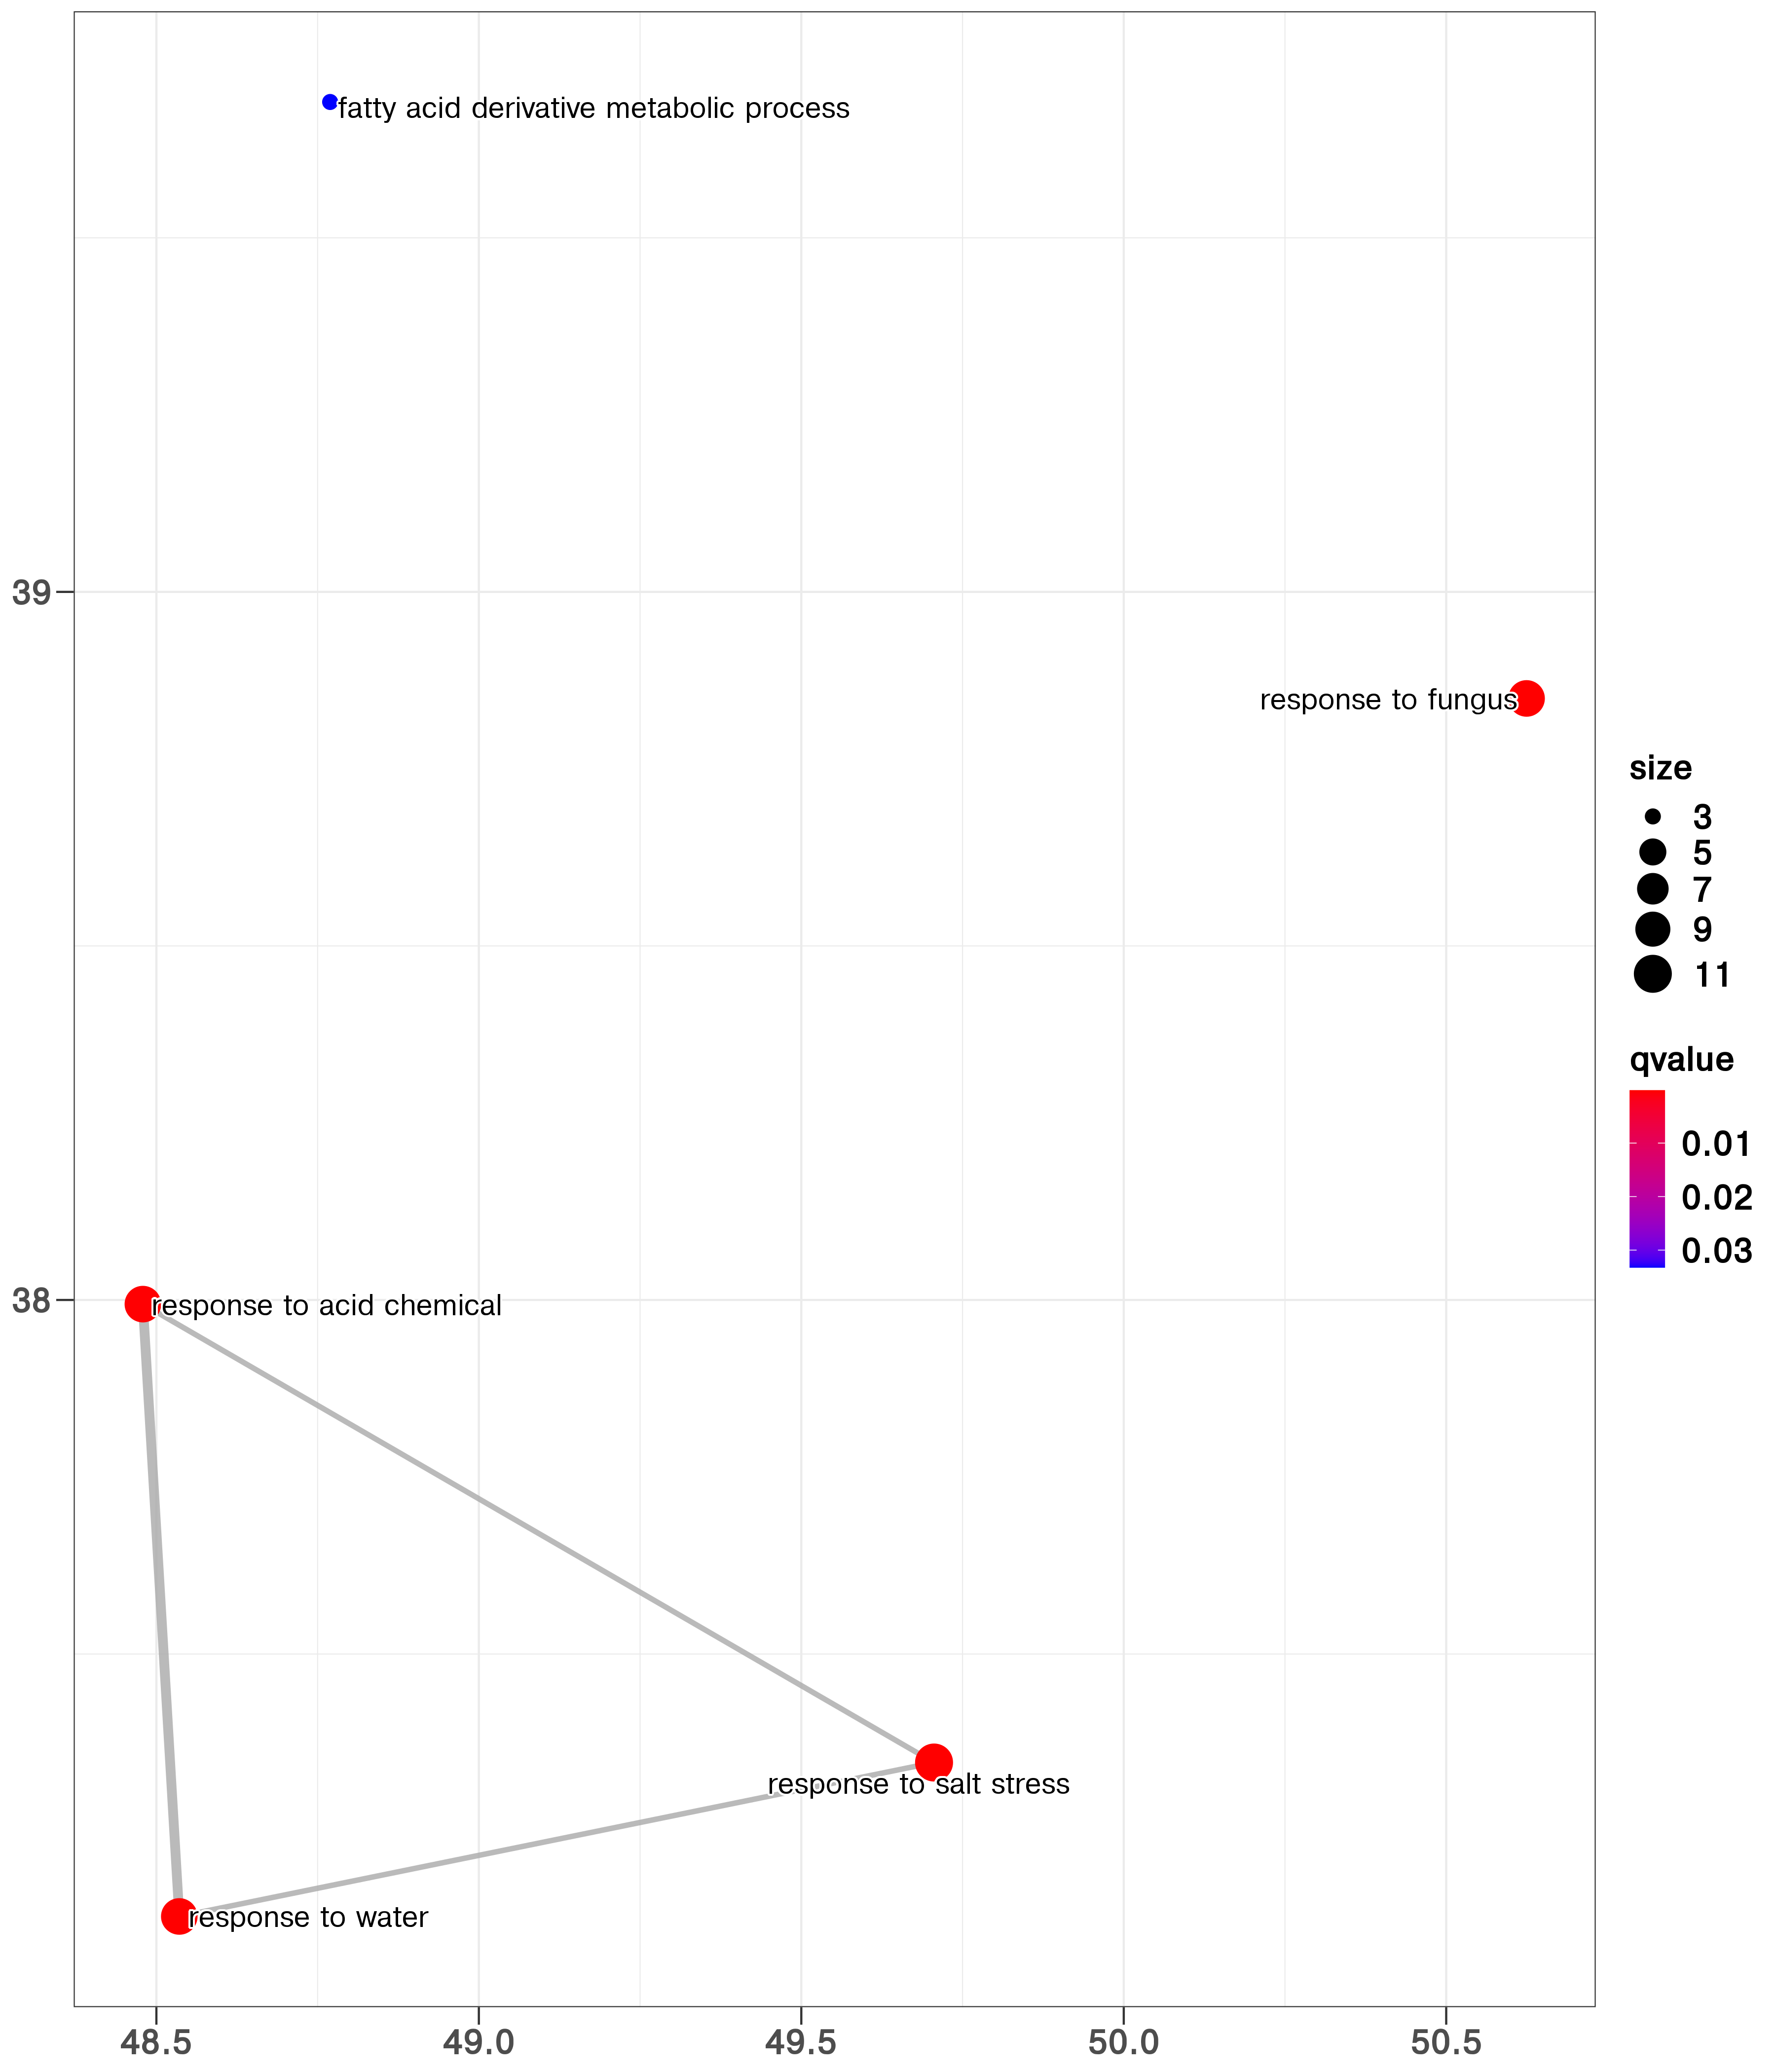 fatty acid derivative metabolic process
39
response to fungus
size
3
5
7
9
11
qvalue
0.01
0.02
0.03
38
response to acid chemical
response to salt stress
response to water
48.5 49.0 49.5 50.0 50.5